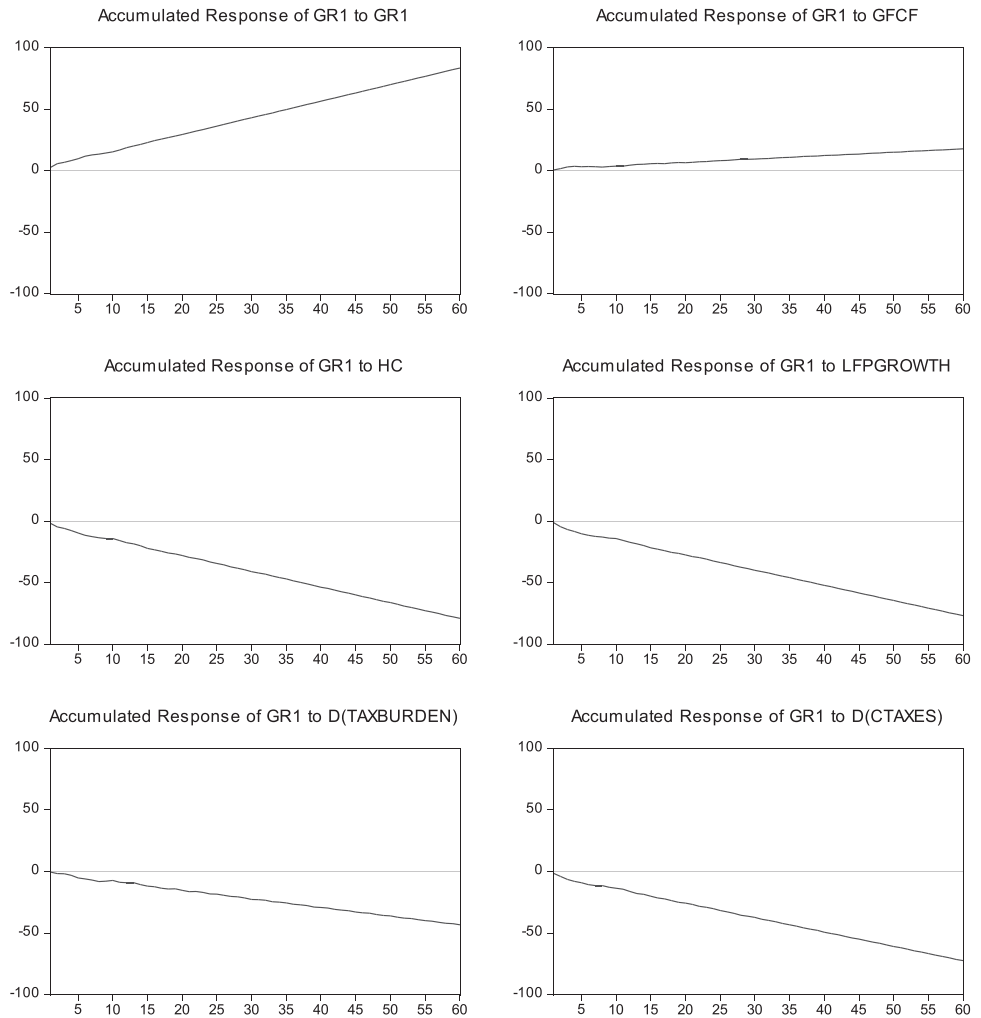 Accumulated Response of GR1 to GR1
100
50
0
-50
-100
5 10 15 20 25 30 35 40 45 50 55 60
Accumulated Response of GR1 to GFCF
100
50
0
-50
-100
5 10 15 20 25 30 35 40 45 50 55 60
Accumulated Response of GR1 to HC
100
50
0
-50
-100
5 10 15 20 25 30 35 40 45 50 55 60
Accumulated Response of GR1 to LFPGROWTH
100
50
0
-50
-100
5 10 15 20 25 30 35 40 45 50 55 60
Accumulated Response of GR1 to D(TAXBURDEN)
100
50
0
-50
-100
5 10 15 20 25 30 35 40 45 50 55 60
Accumulated Response of GR1 to D(CTAXES)
100
50
0
-50
-100
5 10 15 20 25 30 35 40 45 50 55 60